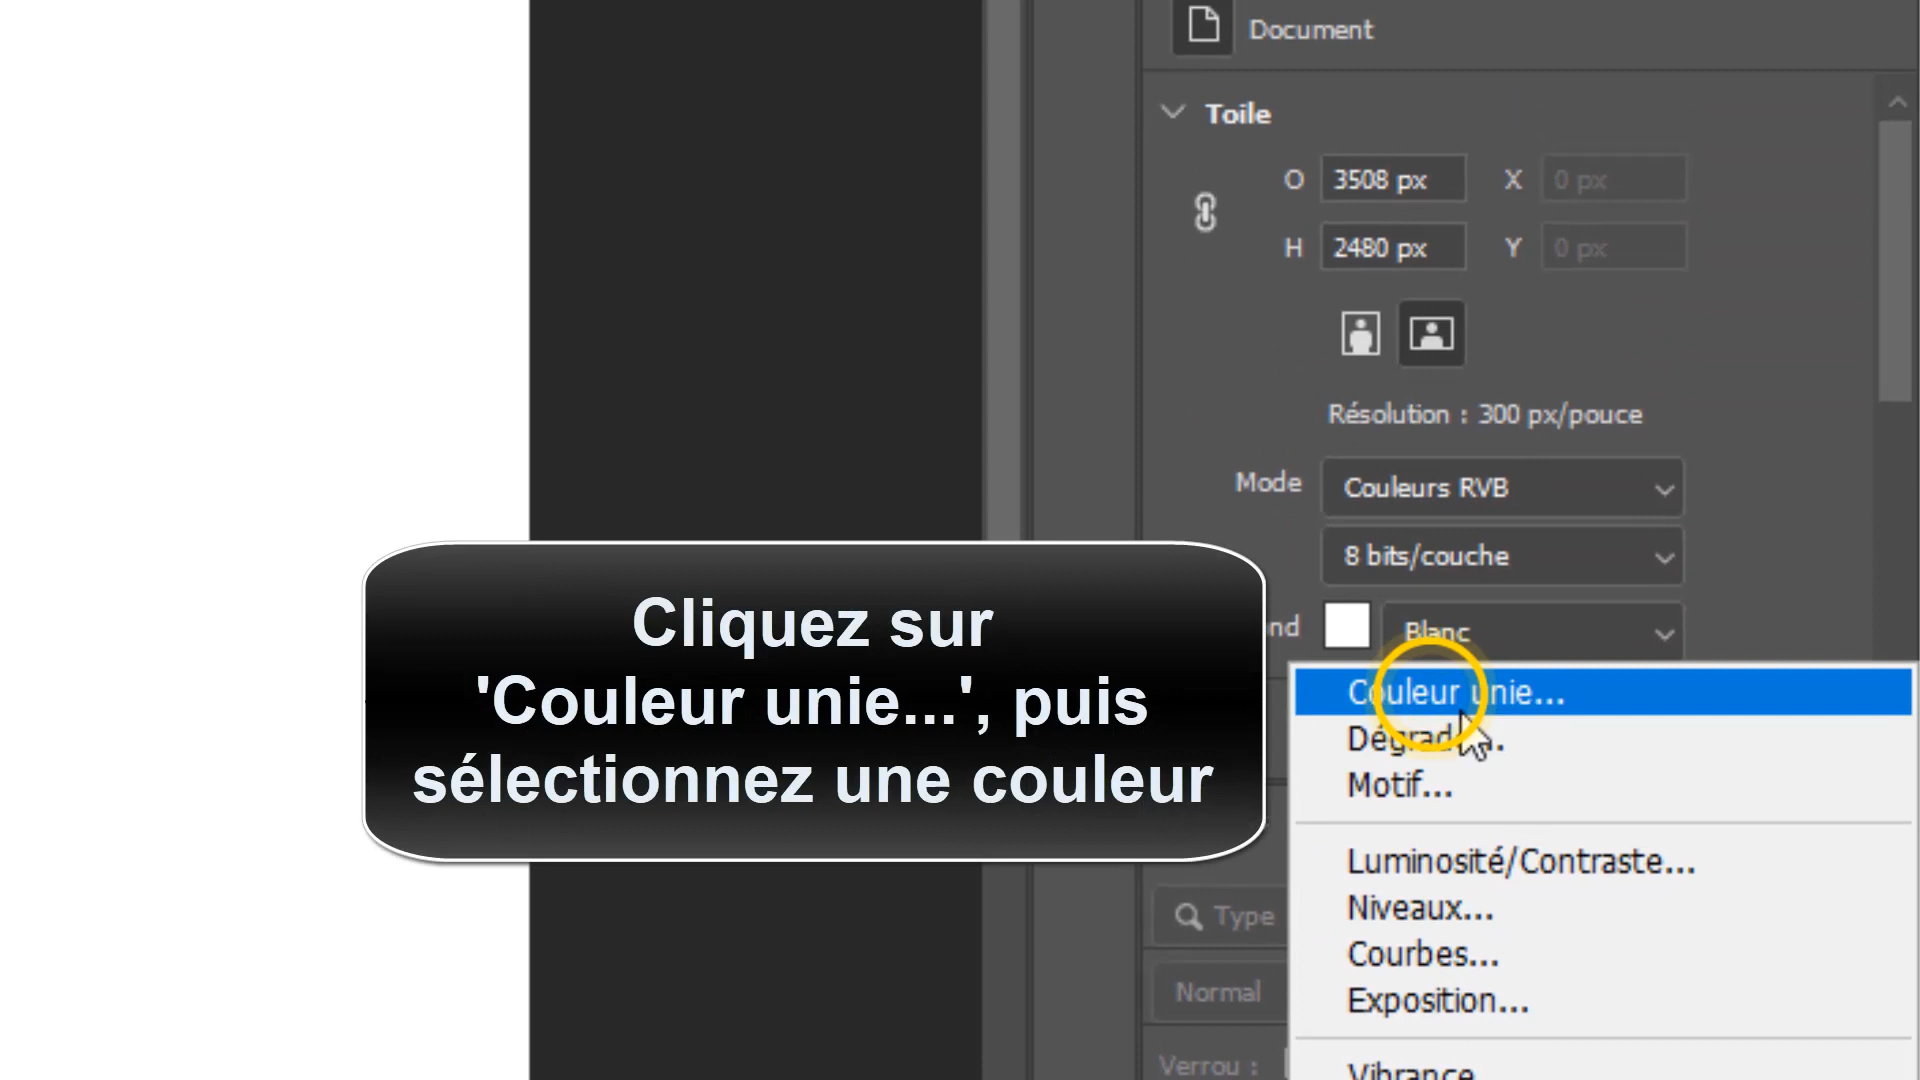 Document
Toile
O 3508 px X 0 px
H 2480 px Y 0 px
Résolution : 300 px/pouce
Mode Couleurs RVB
8 bits/couche
Blanc
Cliquez sur
'Couleur unie...', puis
sélectionnez une couleur
Couleur unie...
Motif...
Luminosité/Contraste...
Niveaux...
Courbes...
Exposition...
Vibrance
Type
Normal
Verrou :